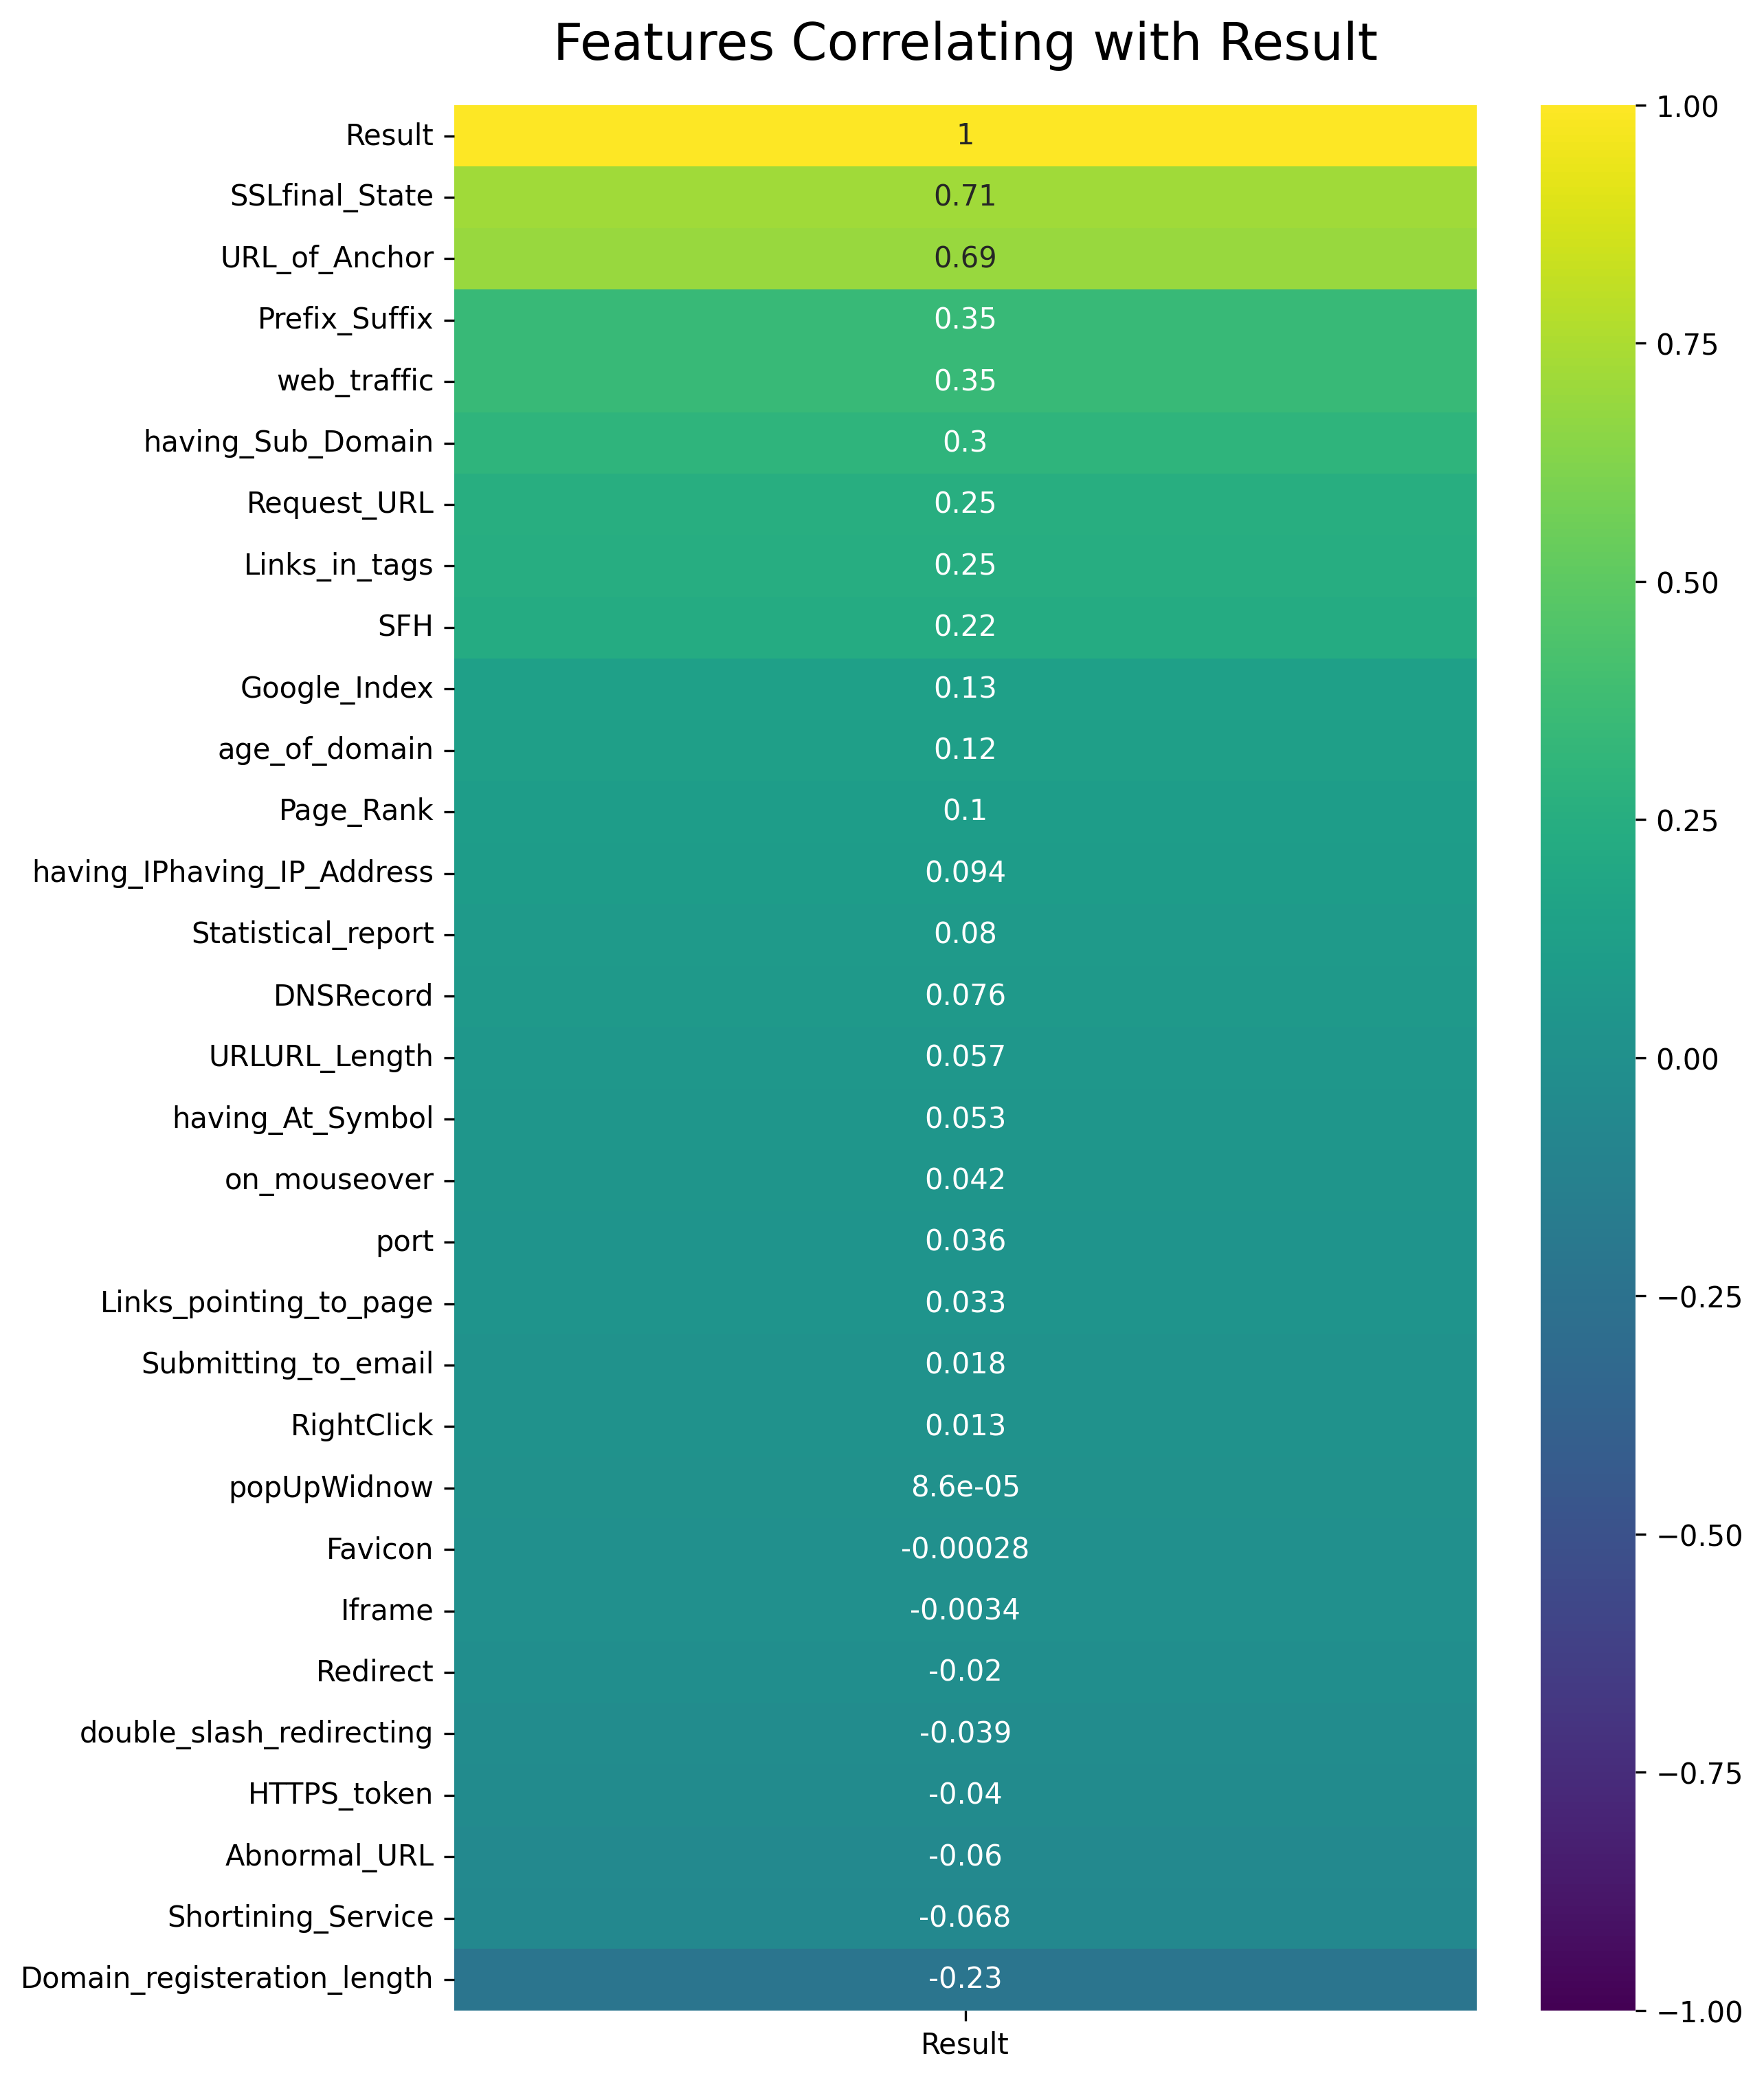 Features Correlating with Result
Result 1
SSLfinal_State 0.71
URL_of_Anchor 0.69
Prefix_Suffix 0.35
web_traffic 0.35
having_Sub_Domain 0.3
Request_URL 0.25
Links_in_tags 0.25
SFH 0.22
Google_Index 0.13
age_of_domain 0.12
Page_Rank 0.1
having_IPhaving_IP_Address 0.094
Statistical_report 0.08
DNSRecord 0.076
URLURL_Length 0.057
having_At_Symbol 0.053
on_mouseover 0.042
port 0.036
Links_pointing_to_page 0.033
Submitting_to_email 0.018
RightClick 0.013
popUpWidnow 8.6e-05
Favicon -0.00028
Iframe -0.0034
Redirect -0.02
double_slash_redirecting -0.039
HTTPS_token -0.04
Abnormal_URL -0.06
Shortining_Service -0.068
Domain_registeration_length -0.23
Result
1.00
0.75
0.50
0.25
0.00
−0.25
−0.50
−0.75
−1.00